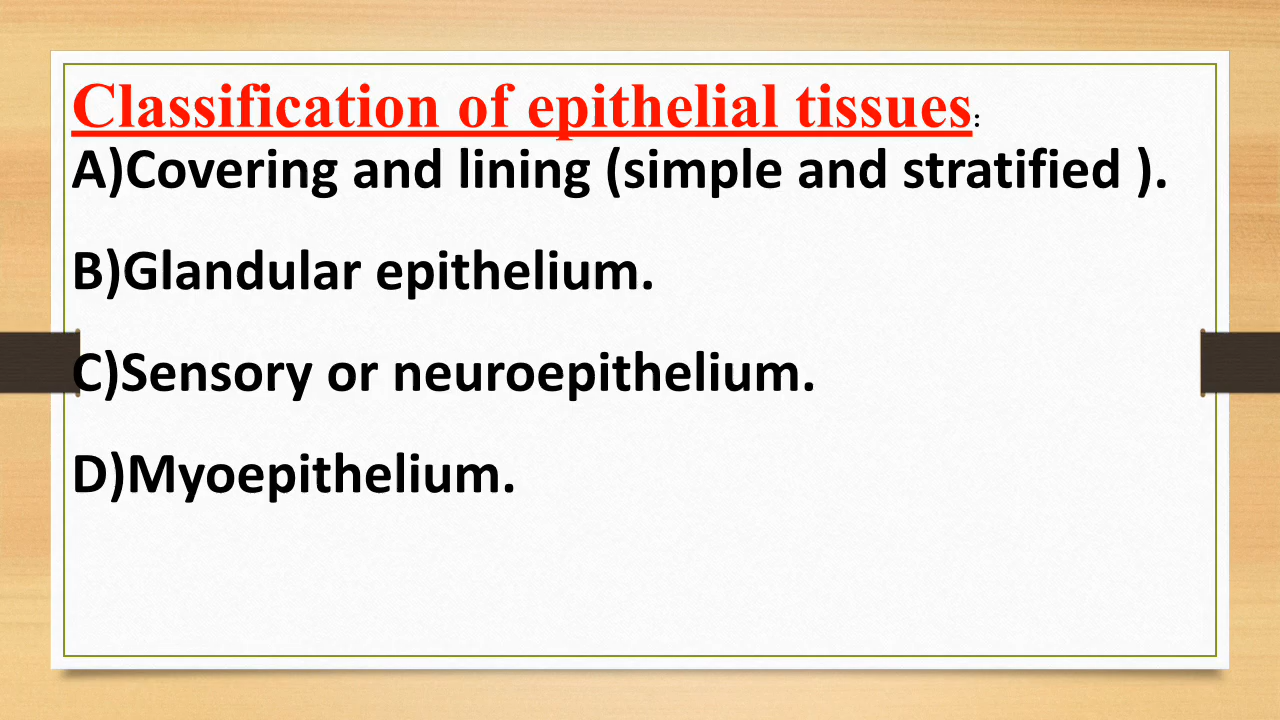 Classification of epithelial tissues:
A)Covering and lining (simple and stratified ).
B)Glandular epithelium.
C)Sensory or neuroepithelium.
D)Myoepithelium.